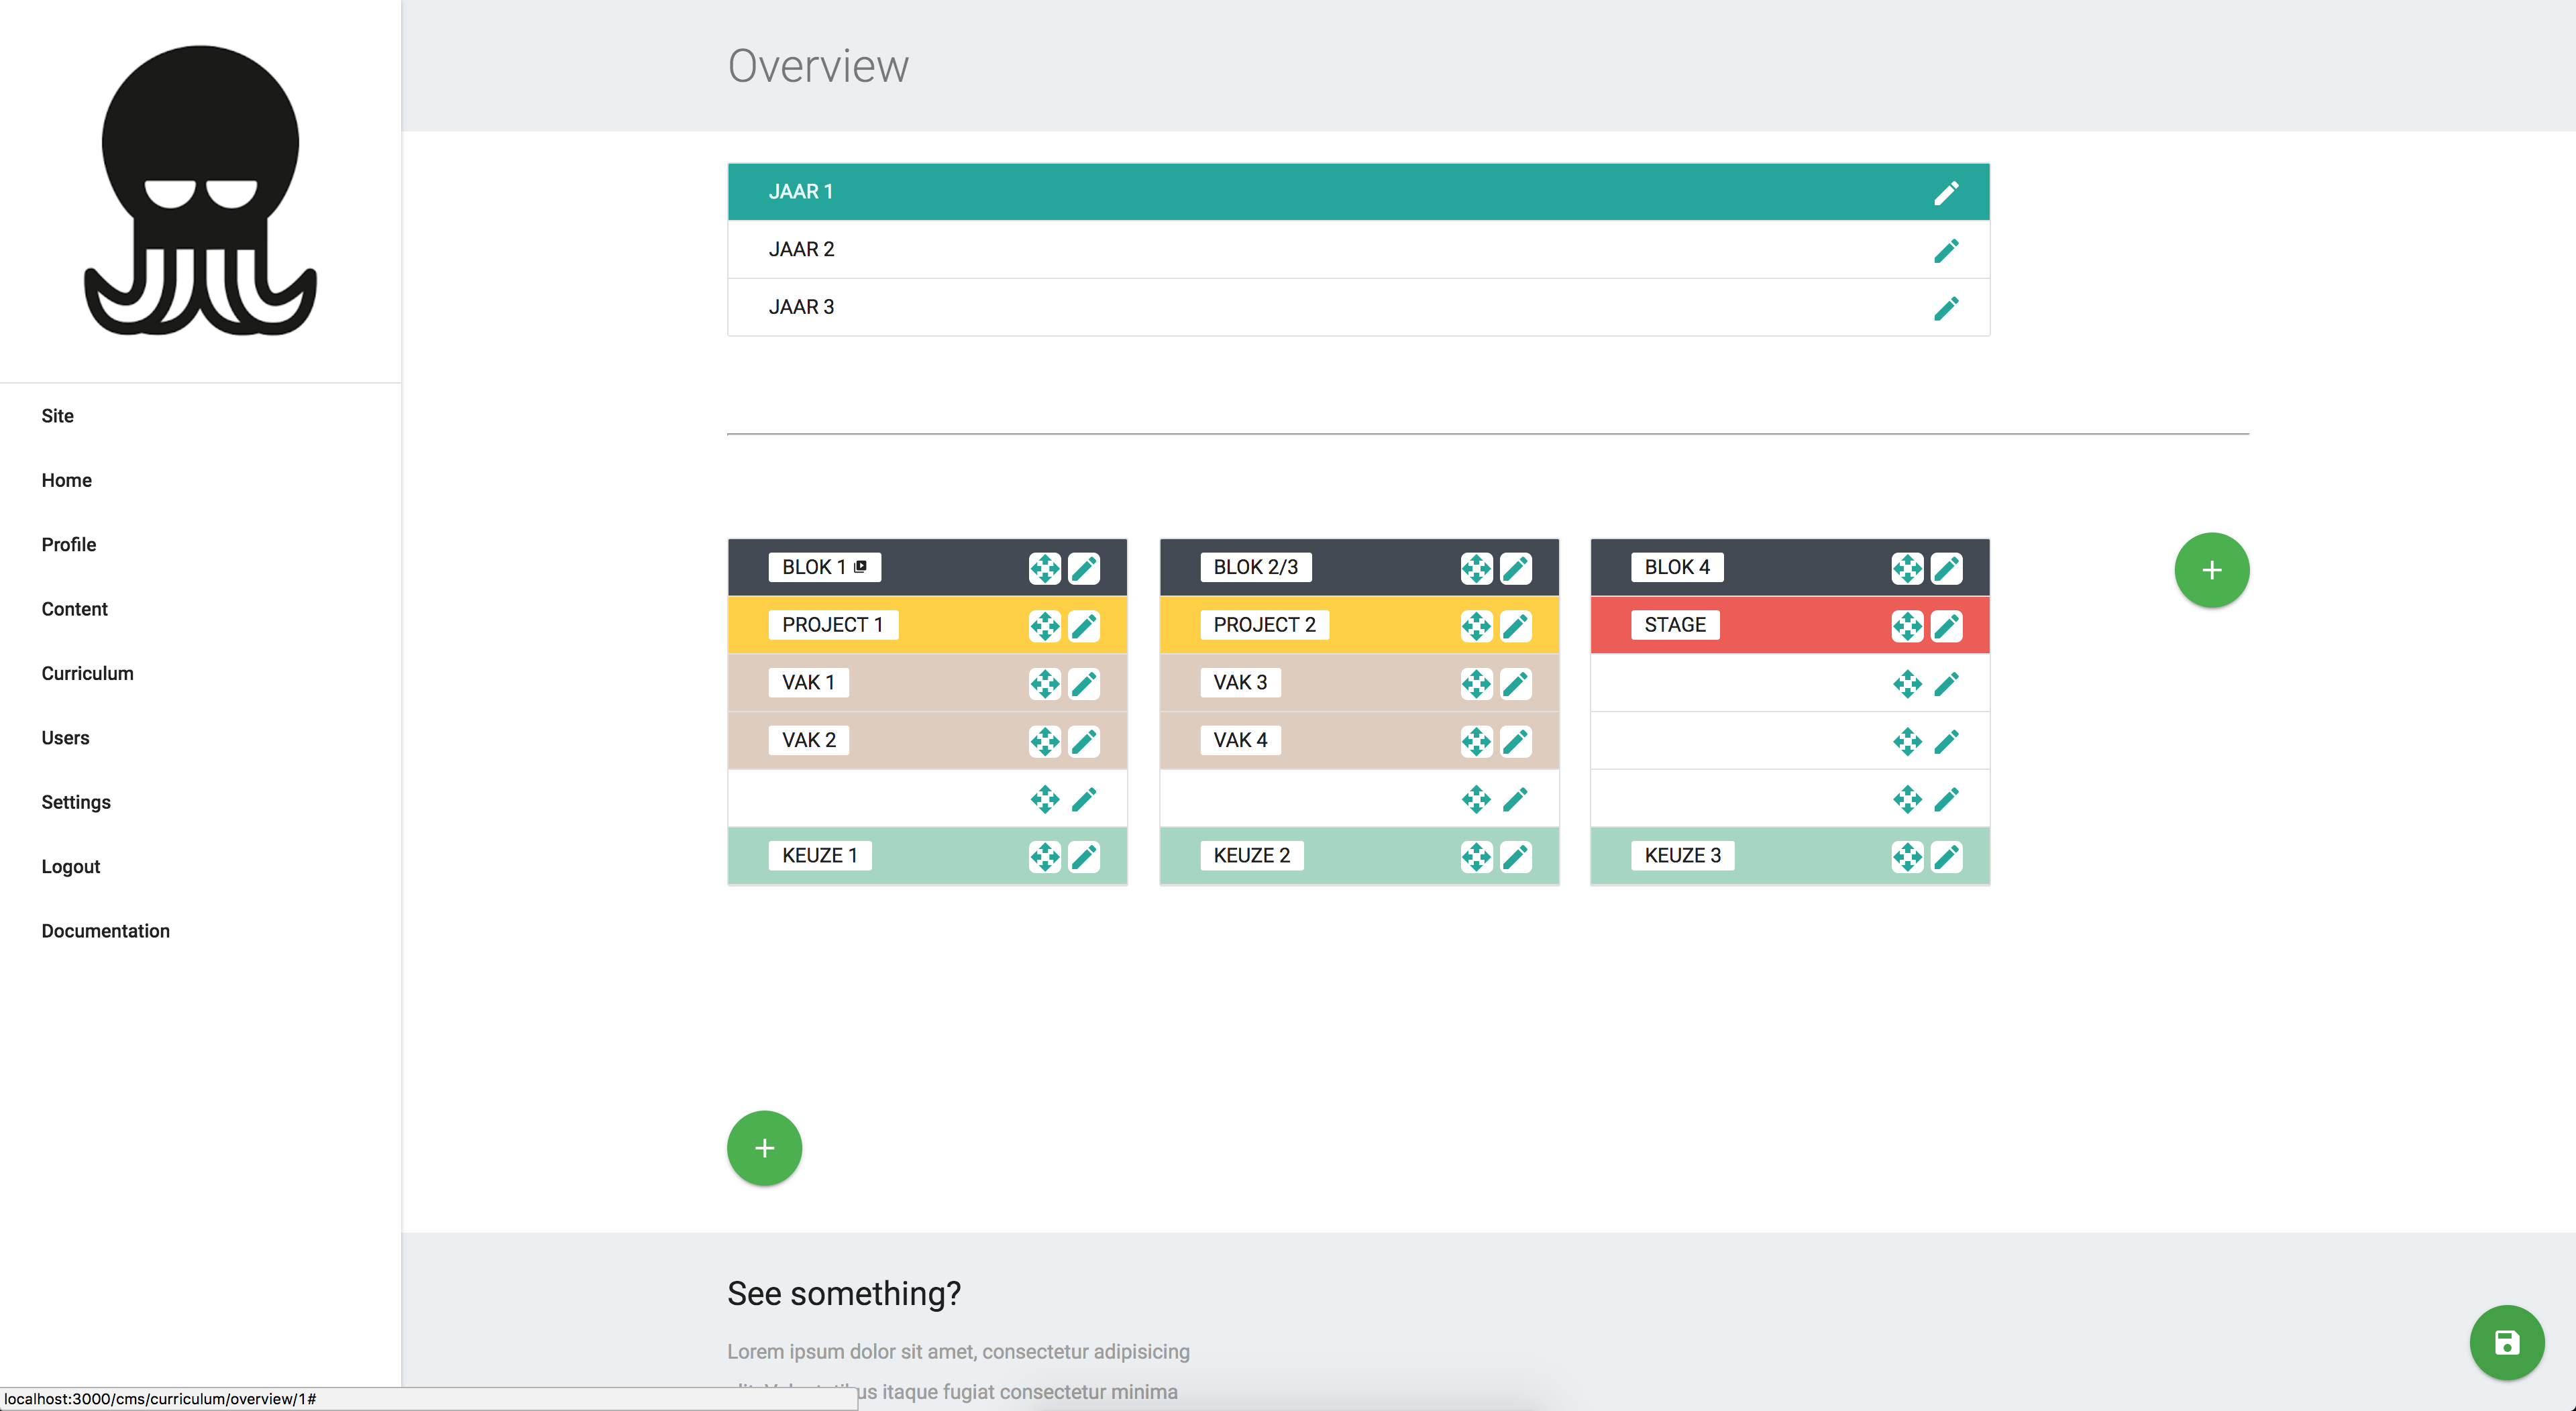 Overview
JAAR 1
JAAR 2
JAAR 3
Site
Home
Profile
Content
Curriculum
Users
Settings
Logout
Documentation
BLOK 1
PROJECT 1
VAK 1
VAK 2
KEUZE 1
BLOK 2/3
PROJECT 2
VAK 3
VAK 4
KEUZE 2
BLOK 4
STAGE
KEUZE 3
See something?
Lorem ipsum dolor sit amet, consectetur adipisicing
itaque fugiat consectetur minima
localhost:3000/cms/curriculum/overview/1#